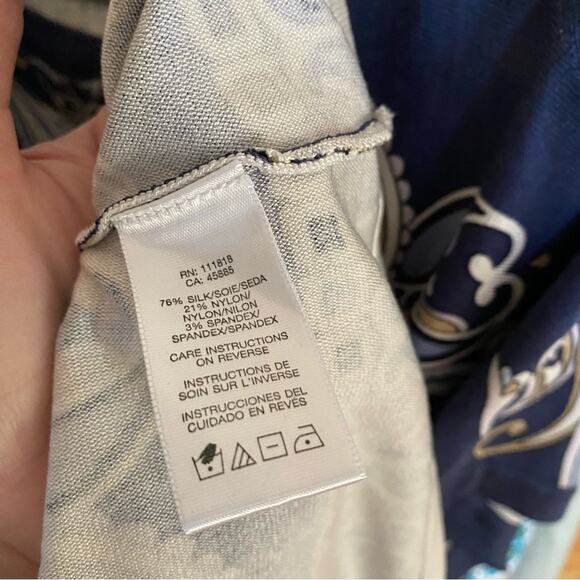 RN: 111818
CA: 45885
76% SILK/SOIE/SEDA
21% NYLON/
NYLON/NILON
3% SPANDEX/
SPANDEX/SPANDEX
CARE INSTRUCTIONS
ON REVERSE
INSTRUCTIONS DE
SOIN SUR L'INVERSE
INSTRUCCIONES DEL
CUIDADO EN REVÉS